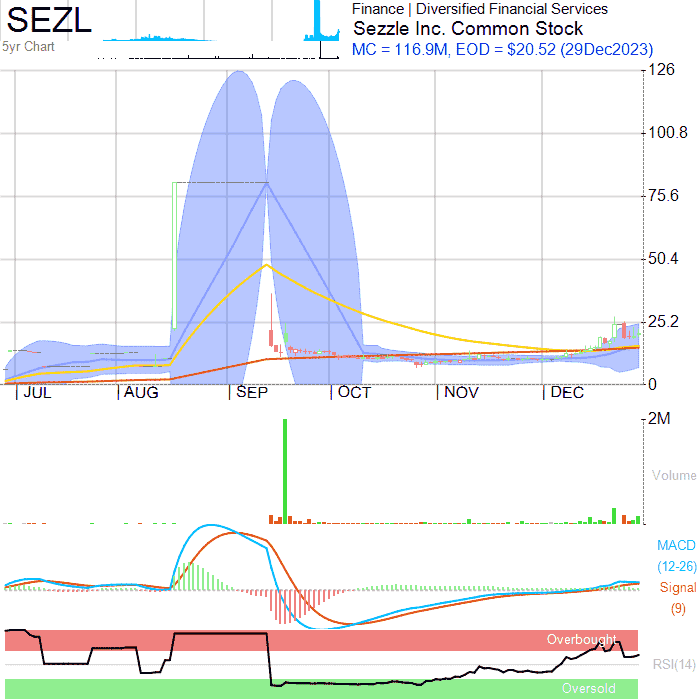 SEZL
5yr Chart
Finance | Diversified Financial Services
Sezzle Inc. Common Stock
MC = 116.9M, EOD = $20.52 (29Dec2023)
126
100.8
75.6
50.4
25.2
0
|JUL |AUG |SEP |OCT |NOV |DEC
2M
Volume
MACD
(12-26)
Signal
(9)
Overbought
RSI(14)
Oversold